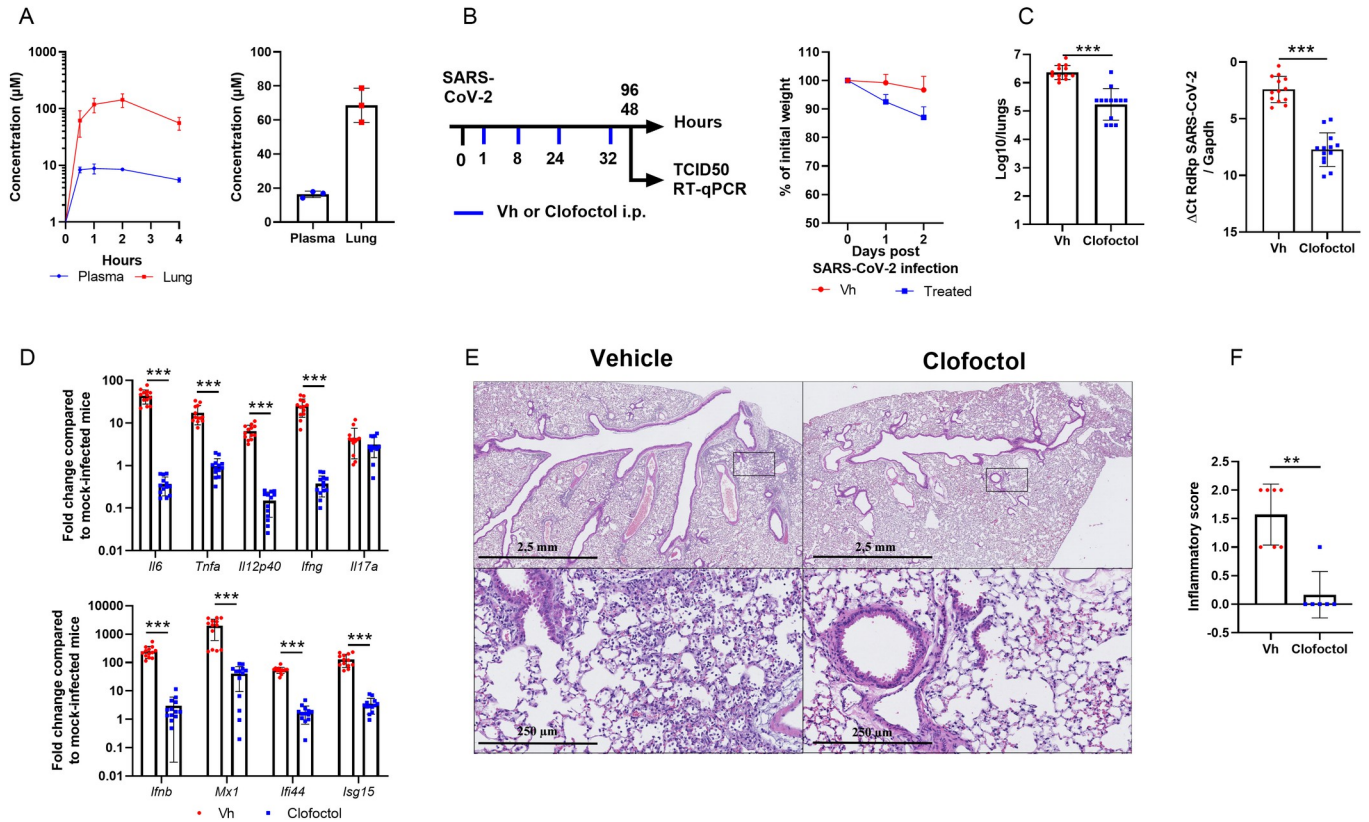 A
Concentration (µM)
1000
100
10
1
0 1 2 3 4
Hours
Plasma Lung
Concentration (µM)
100
80
60
40
20
0
Plasma Lung
B
SARS-
CoV-2
96
48
Hours
0 1 8 24 32
TCID50
RT-qPCR
Vh or Clofoctol i.p.
% of initial weight
110
100
90
80
70
60
50
0 1 2
Days post
SARS-CoV-2 infection
Vh Treated
C
Log10/lungs
7
6
5
4
3
2
1
***
Vh Clofoctol
ΔCt RdRp SARS-CoV-2
/ Gapdh
0
5
10
15
***
Vh Clofoctol
D
Fold change compared
to mock-infected mice
100
10
1
0.1
0.01
*** *** *** ***
Il6 Tnfa Il12p40 Ifng Il17a
Fold chnange compared
to mock-infected mice
10000
1000
100
10
1
0.1
0.01
*** *** *** ***
Ifnb Mx1 Ifi44 Isg15
Vh Clofoctol
E
Vehicle Clofoctol
2,5 mm 2,5 mm
250 µm 250 µm
F
Inflammatory score
2.5
2.0
1.5
1.0
0.5
0.0
-0.5
**
Vh Clofoctol